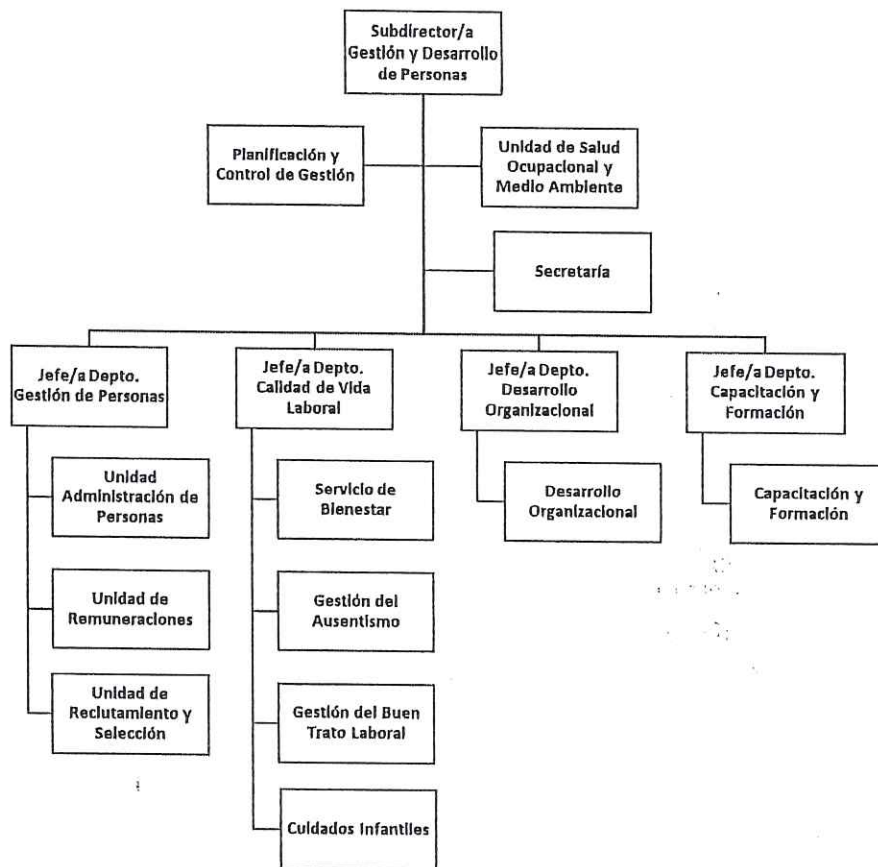 Subdirector/a
Gestión y Desarrollo
de Personas
Planificación y
Control de Gestión
Unidad de Salud
Ocupacional y
Medio Ambiente
Secretaría
Jefe/a Depto.
Gestión de Personas
Jefe/a Depto.
Calidad de Vida
Laboral
Jefe/a Depto.
Desarrollo
Organizacional
Jefe/a Depto.
Capacitación y
Formación
Unidad
Administración de
Personas
Servicio de
Bienestar
Desarrollo
Organizacional
Capacitación y
Formación
Unidad de
Remuneraciones
Gestión del
Ausentismo
Unidad de
Reclutamiento y
Selección
Gestión del Buen
Trato Laboral
Cuidados Infantiles